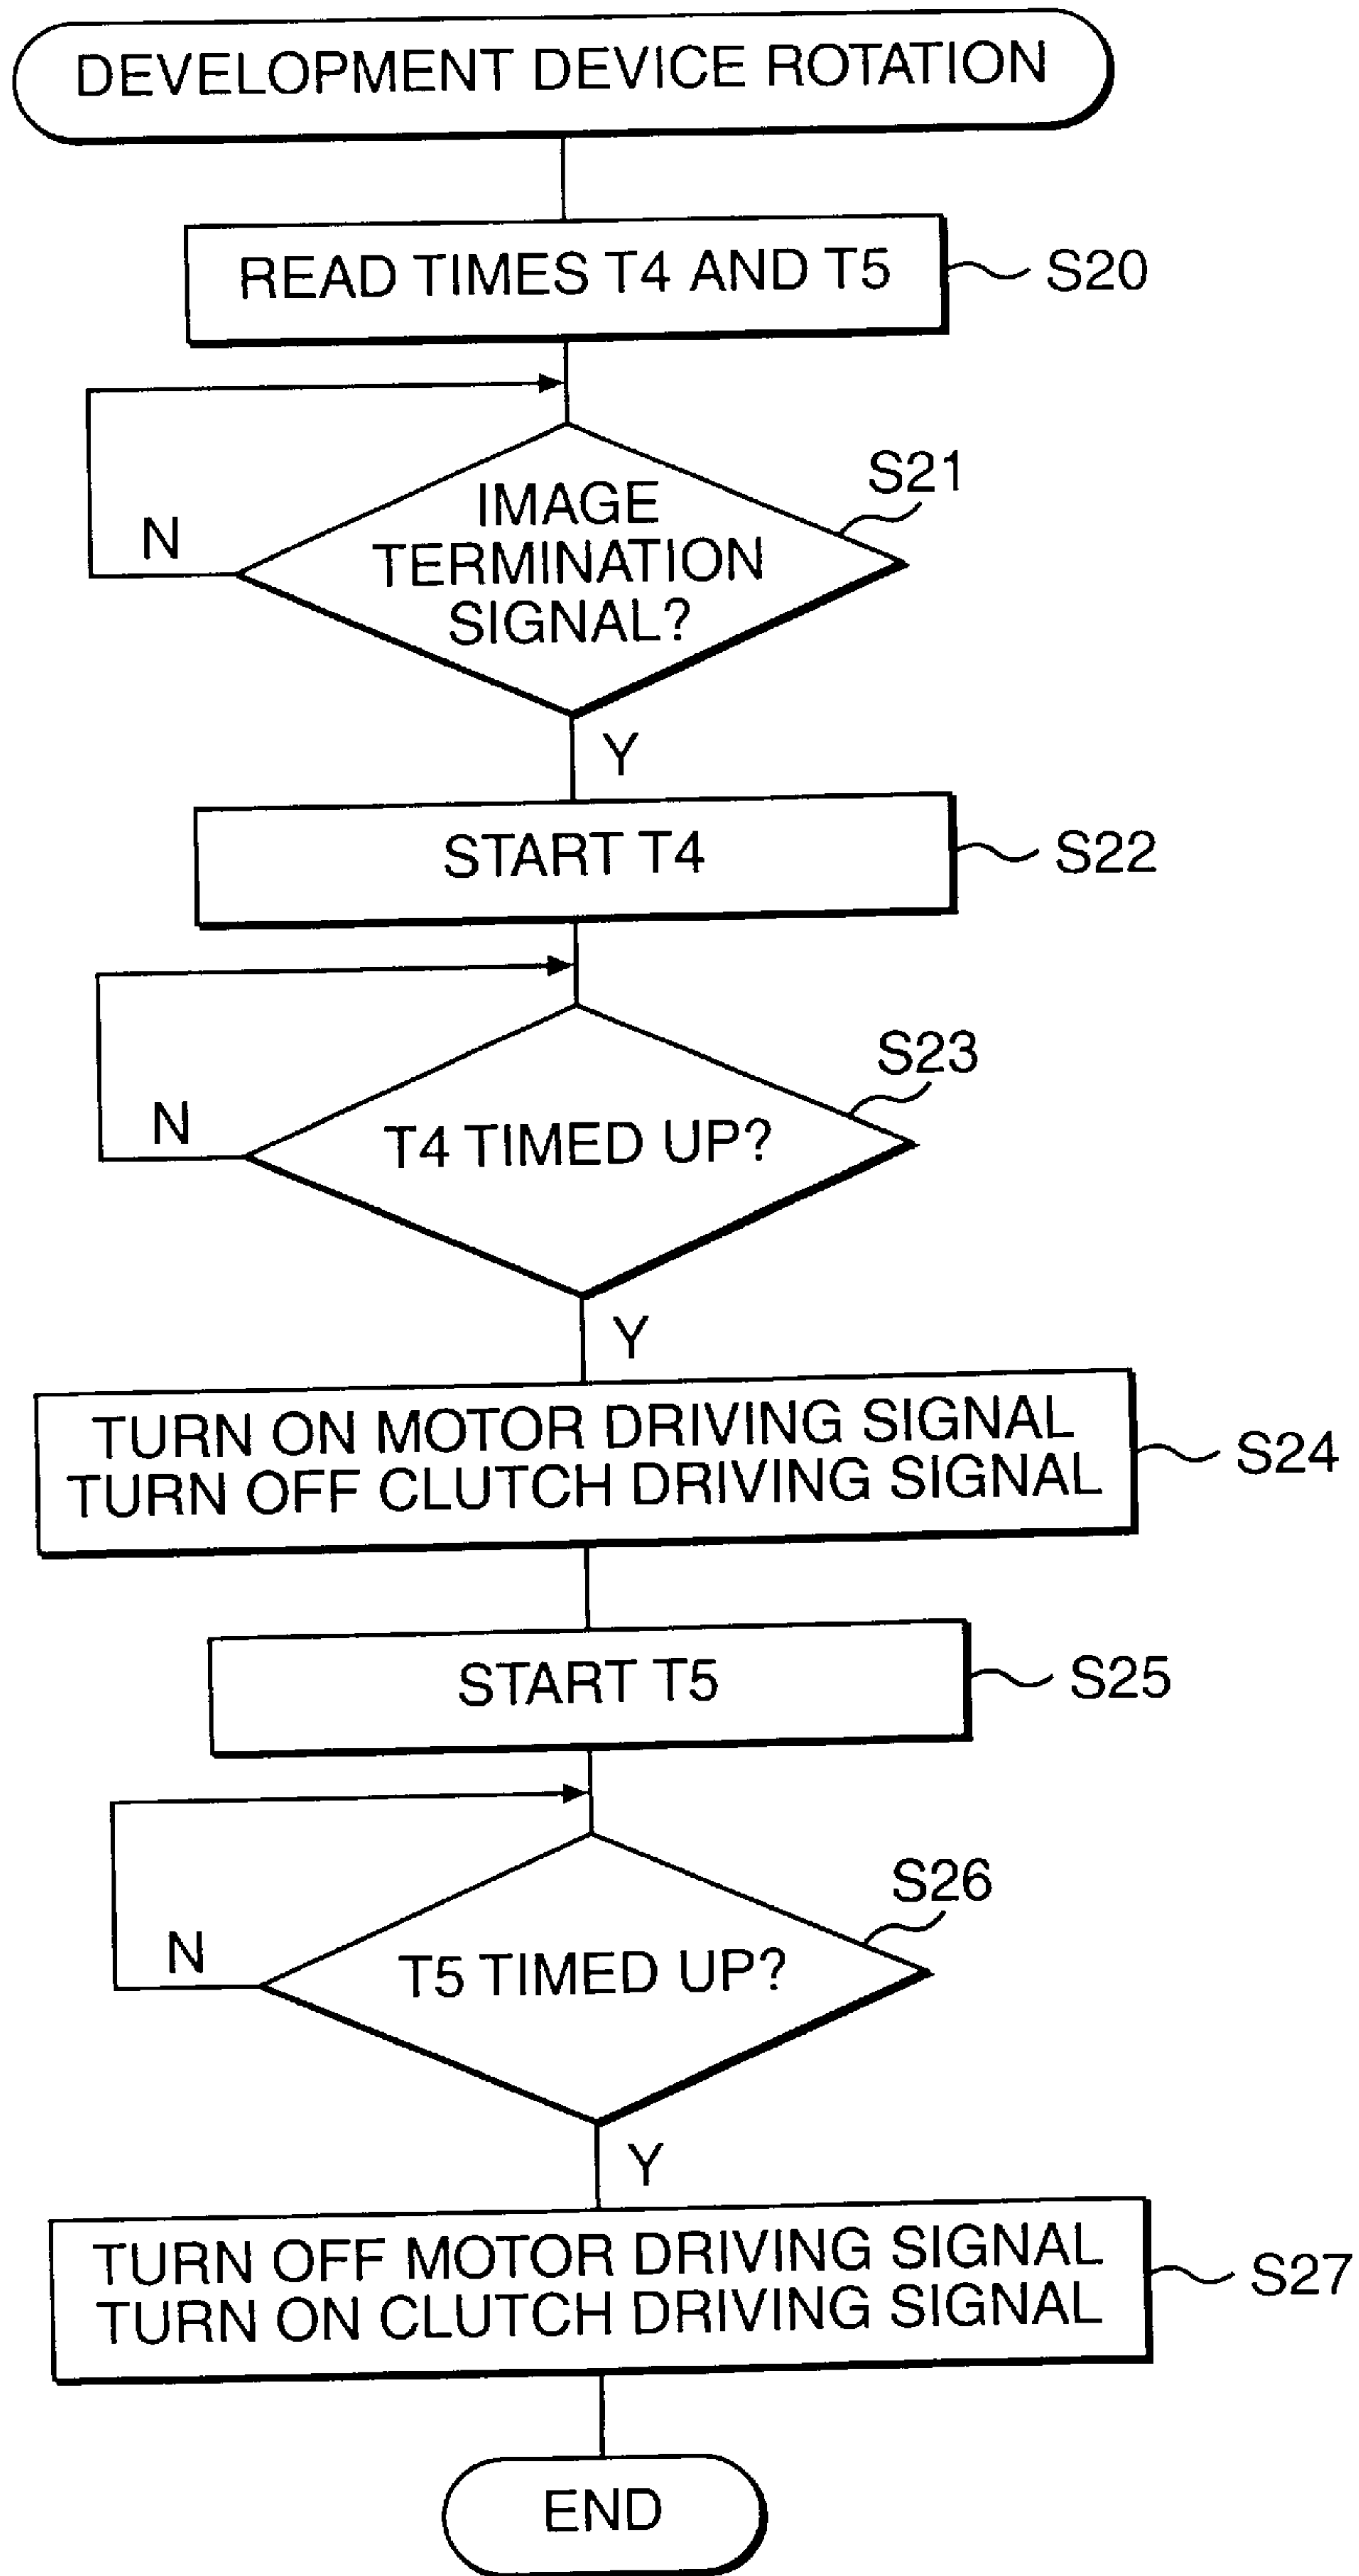 DEVELOPMENT DEVICE ROTATION
READ TIMES T4 AND T5
S20
S21
IMAGE
TERMINATION
SIGNAL?
N
Y
START T4
S22
S23
T4 TIMED UP?
N
Y
TURN ON MOTOR DRIVING SIGNAL
TURN OFF CLUTCH DRIVING SIGNAL
S24
START T5
S25
S26
T5 TIMED UP?
N
Y
TURN OFF MOTOR DRIVING SIGNAL
TURN ON CLUTCH DRIVING SIGNAL
S27
END